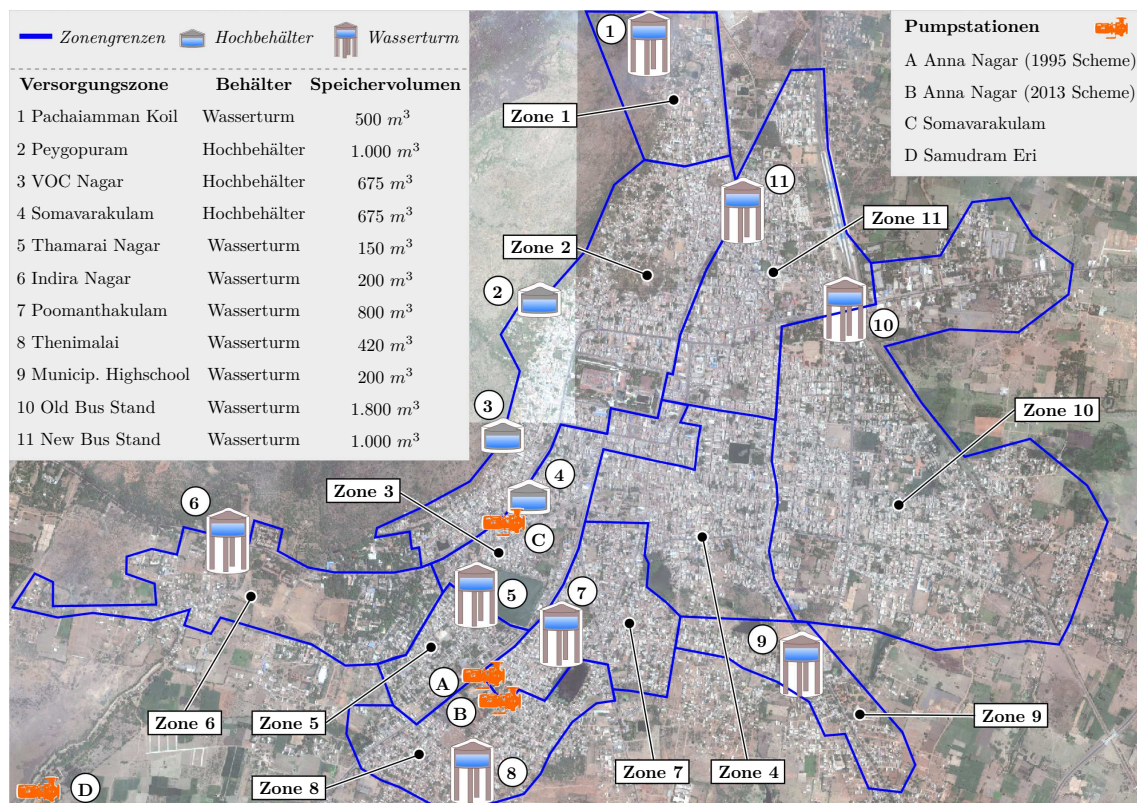 Zonengrenzen Hochbehälter Wasserturm
Versorgungszone Behälter Speichervolumen
1 Pachaiamman Koil Wasserturm 500 m³
2 Peygopuram Hochbehälter 1.000 m³
3 VOC Nagar Hochbehälter 675 m³
4 Somavarakulam Hochbehälter 675 m³
5 Thamarai Nagar Wasserturm 150 m³
6 Indira Nagar Wasserturm 200 m³
7 Poomanthakulam Wasserturm 800 m³
8 Thenimalai Wasserturm 420 m³
9 Municip. Highschool Wasserturm 200 m³
10 Old Bus Stand Wasserturm 1.800 m³
11 New Bus Stand Wasserturm 1.000 m³
Pumpstationen
A Anna Nagar (1995 Scheme)
B Anna Nagar (2013 Scheme)
C Somavarakulam
D Samudram Eri
1
Zone 1
11
Zone 11
Zone 2
2
10
3
Zone 10
4
Zone 3
6
C
5
7
9
A
B
Zone 6
Zone 5
Zone 9
Zone 8
8
Zone 7
Zone 4
D